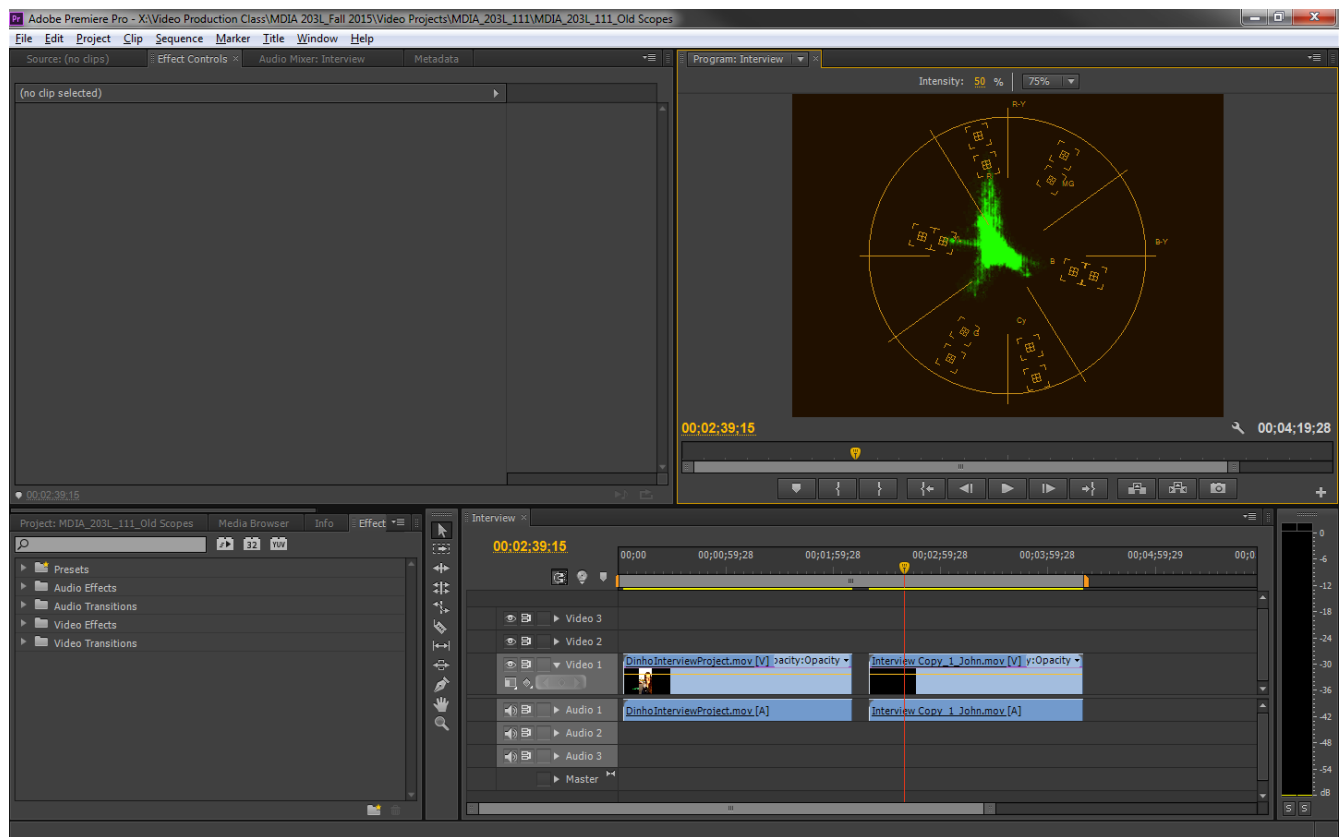 Pr Adobe Premiere Pro - X:\Video Production Class\MDIA 203L_Fall 2015\Video Projects\MDIA_203L_111\MDIA_203L_111_Old Scopes
File Edit Project Clip Sequence Marker Title Window Help
Source: (no clips) Effect Controls × Audio Mixer: Interview Metadata
(no clip selected)
00;02;39;15
Program: Interview ×
Intensity: 50 % 75%
R-Y
MG
B-Y
B
Cy
G
00;02;39;15 00;04;19;28
Project: MDIA_203L_111_Old Scopes Media Browser Info Effect
32 YUV
Presets
Audio Effects
Audio Transitions
Video Effects
Video Transitions
Interview ×
00;02;39;15
00;00 00;00;59;28 00;01;59;28 00;02;59;28 00;03;59;28 00;04;59;29 00;0
Video 3
Video 2
Video 1
DinhoInterviewProject.mov [V] pacity:Opacity Interview Copy_1_John.mov [V] y:Opacity
Audio 1
DinhoInterviewProject.mov [A] Interview Copy_1_John.mov [A]
Audio 2
Audio 3
Master
0
-6
-12
-18
-24
-30
-36
-42
-48
-54
dB
S S